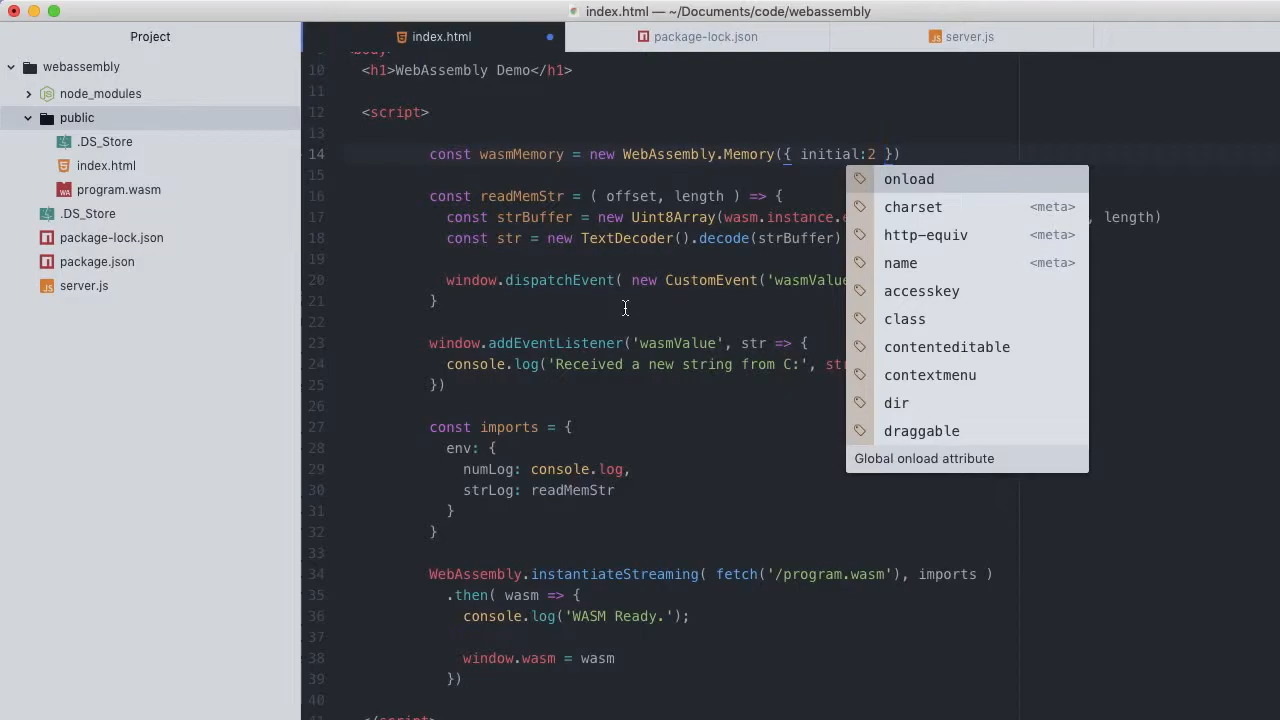 index.html — ~/Documents/code/webassembly
Project
index.html
package-lock.json
server.js
webassembly
node_modules
public
.DS_Store
index.html
program.wasm
.DS_Store
package-lock.json
package.json
server.js
10 <h1>WebAssembly Demo</h1>
11
12 <script>
13
14 const wasmMemory = new WebAssembly.Memory({ initial:2 })
15
16 const readMemStr = ( offset, length ) => {
17 const strBuffer = new Uint8Array(wasm.instance. , length)
18 const str = new TextDecoder().decode(strBuffer)
19
20 window.dispatchEvent( new CustomEvent('wasmValue
21 }
22
23 window.addEventListener('wasmValue', str => {
24 console.log('Received a new string from C:', str
25 })
26
27 const imports = {
28 env: {
29 numLog: console.log,
30 strLog: readMemStr
31 }
32 }
33
34 WebAssembly.instantiateStreaming( fetch('/program.wasm'), imports )
35 .then( wasm => {
36 console.log('WASM Ready.');
37
38 window.wasm = wasm
39 })
40
onload
charset <meta>
http-equiv <meta>
name <meta>
accesskey
class
contenteditable
contextmenu
dir
draggable
Global onload attribute